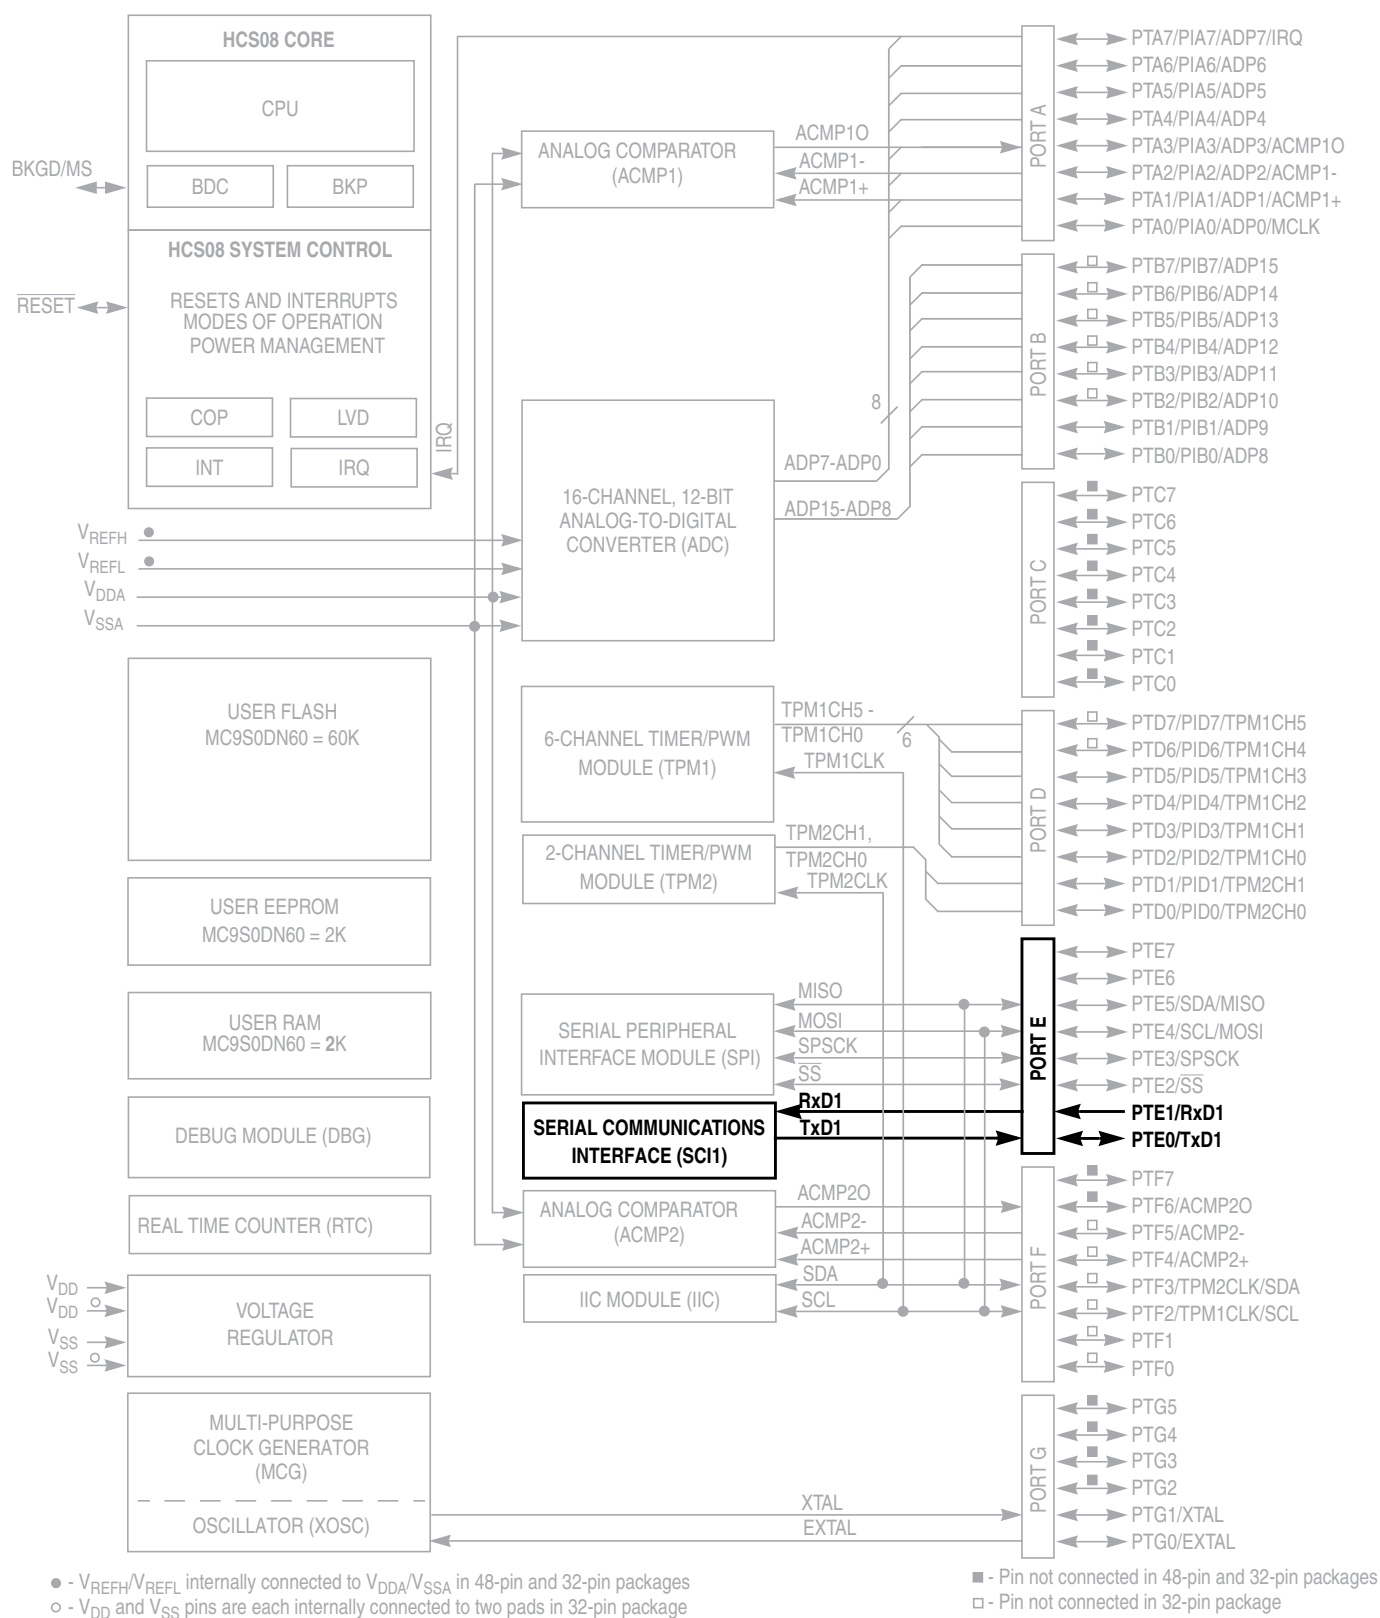 HCS08 CORE
CPU
BDC
BKP
BKGD/MS
HCS08 SYSTEM CONTROL
RESETS AND INTERRUPTS
MODES OF OPERATION
POWER MANAGEMENT
RESET
COP
LVD
INT
IRQ
IRQ
VREFH
VREFL
VDDA
VSSA
USER FLASH
MC9S0DN60 = 60K
USER EEPROM
MC9S0DN60 = 2K
USER RAM
MC9S0DN60 = 2K
DEBUG MODULE (DBG)
REAL TIME COUNTER (RTC)
VDD
VDD
VSS
VSS
VOLTAGE
REGULATOR
MULTI-PURPOSE
CLOCK GENERATOR
(MCG)
OSCILLATOR (XOSC)
ANALOG COMPARATOR
(ACMP1)
ACMP1O
ACMP1-
ACMP1+
16-CHANNEL, 12-BIT
ANALOG-TO-DIGITAL
CONVERTER (ADC)
8
ADP7-ADP0
ADP15-ADP8
6-CHANNEL TIMER/PWM
MODULE (TPM1)
TPM1CH5 -
TPM1CH0
6
TPM1CLK
2-CHANNEL TIMER/PWM
MODULE (TPM2)
TPM2CH1,
TPM2CH0
TPM2CLK
SERIAL PERIPHERAL
INTERFACE MODULE (SPI)
MISO
MOSI
SPSCK
SS
SERIAL COMMUNICATIONS
INTERFACE (SCI1)
RxD1
TxD1
ANALOG COMPARATOR
(ACMP2)
ACMP2O
ACMP2-
ACMP2+
IIC MODULE (IIC)
SDA
SCL
XTAL
EXTAL
PORT A
PTA7/PIA7/ADP7/IRQ
PTA6/PIA6/ADP6
PTA5/PIA5/ADP5
PTA4/PIA4/ADP4
PTA3/PIA3/ADP3/ACMP1O
PTA2/PIA2/ADP2/ACMP1-
PTA1/PIA1/ADP1/ACMP1+
PTA0/PIA0/ADP0/MCLK
PORT B
PTB7/PIB7/ADP15
PTB6/PIB6/ADP14
PTB5/PIB5/ADP13
PTB4/PIB4/ADP12
PTB3/PIB3/ADP11
PTB2/PIB2/ADP10
PTB1/PIB1/ADP9
PTB0/PIB0/ADP8
PORT C
PTC7
PTC6
PTC5
PTC4
PTC3
PTC2
PTC1
PTC0
PORT D
PTD7/PID7/TPM1CH5
PTD6/PID6/TPM1CH4
PTD5/PID5/TPM1CH3
PTD4/PID4/TPM1CH2
PTD3/PID3/TPM1CH1
PTD2/PID2/TPM1CH0
PTD1/PID1/TPM2CH1
PTD0/PID0/TPM2CH0
PORT E
PTE7
PTE6
PTE5/SDA/MISO
PTE4/SCL/MOSI
PTE3/SPSCK
PTE2/SS
PTE1/RxD1
PTE0/TxD1
PORT F
PTF7
PTF6/ACMP2O
PTF5/ACMP2-
PTF4/ACMP2+
PTF3/TPM2CLK/SDA
PTF2/TPM1CLK/SCL
PTF1
PTF0
PORT G
PTG5
PTG4
PTG3
PTG2
PTG1/XTAL
PTG0/EXTAL
● - VREFH/VREFL internally connected to VDDA/VSSA in 48-pin and 32-pin packages
○ - VDD and VSS pins are each internally connected to two pads in 32-pin package
■ - Pin not connected in 48-pin and 32-pin packages
□ - Pin not connected in 32-pin package